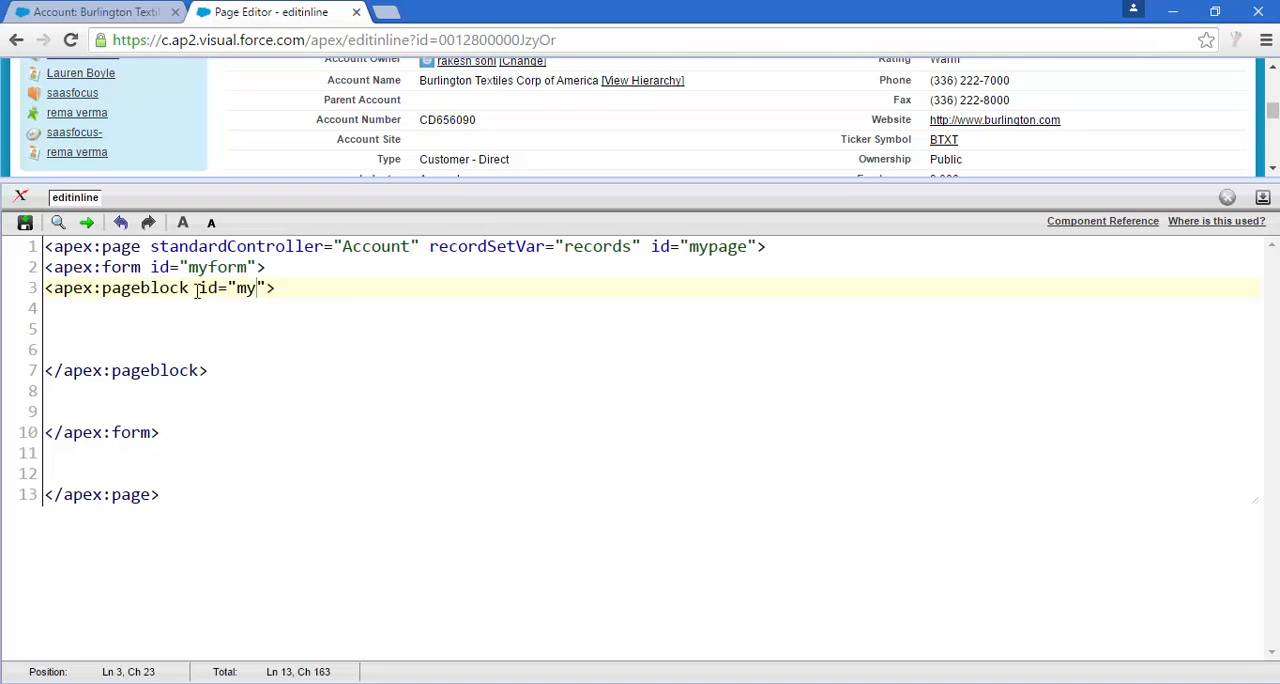 Account: Burlington Textil
Page Editor - editinline
https://c.ap2.visual.force.com/apex/editinline?id=0012800000JzyOr
Lauren Boyle
saasfocus
rema verma
saasfocus-
rema verma
Account Owner rakesh soni [Change] Rating Warm
Account Name Burlington Textiles Corp of America [View Hierarchy] Phone (336) 222-7000
Parent Account Fax (336) 222-8000
Account Number CD656090 Website http://www.burlington.com
Account Site Ticker Symbol BTXT
Type Customer - Direct Ownership Public
editinline
A A Component Reference Where is this used?
1 <apex:page standardController="Account" recordSetVar="records" id="mypage">
2 <apex:form id="myform">
3 <apex:pageblock id="my">
4
5
6
7 </apex:pageblock>
8
9
10 </apex:form>
11
12
13 </apex:page>
Position: Ln 3, Ch 23 Total: Ln 13, Ch 163